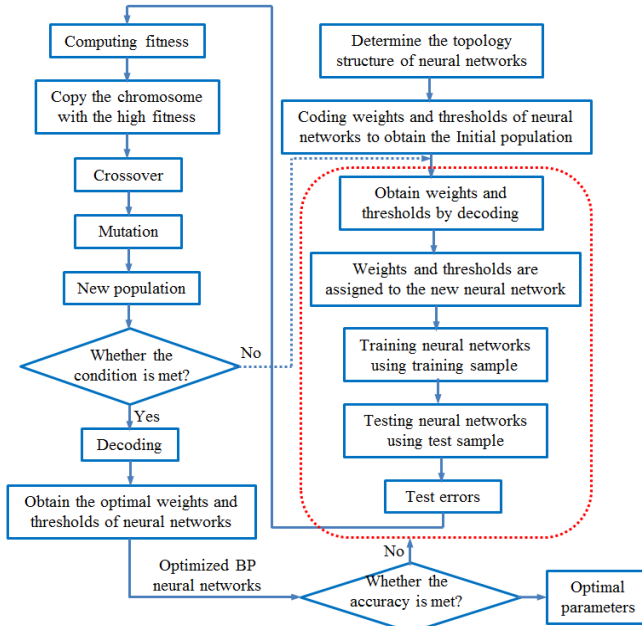 Computing fitness
Copy the chromosome
with the high fitness
Crossover
Mutation
New population
Whether the
condition is met?
No
Yes
Decoding
Obtain the optimal weights and
thresholds of neural networks
Optimized BP
neural networks
Determine the topology
structure of neural networks
Coding weights and thresholds of neural
networks to obtain the Initial population
Obtain weights and
thresholds by decoding
Weights and thresholds are
assigned to the new neural network
Training neural networks
using training sample
Testing neural networks
using test sample
Test errors
No
Whether the
accuracy is met?
Optimal
parameters